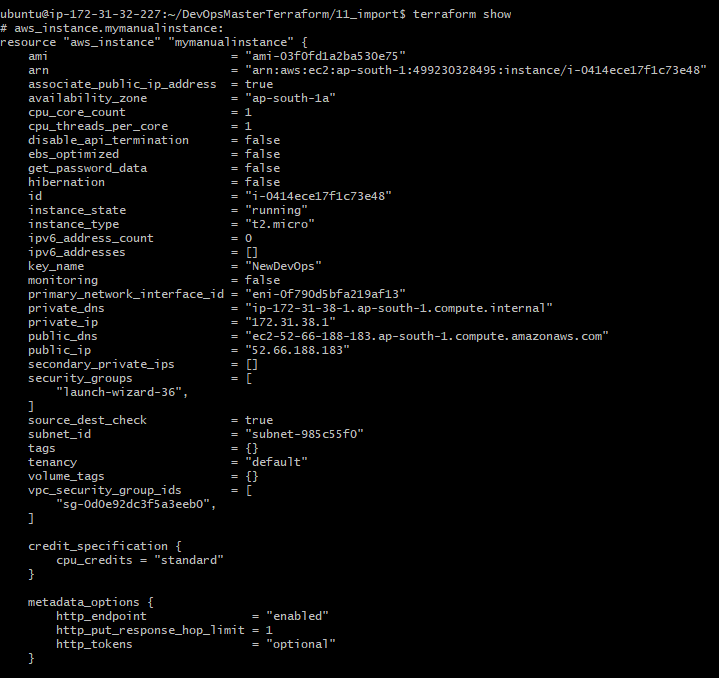 ubuntu@ip-172-31-32-227:~/DevOpsMasterTerraform/11_import$ terraform show
# aws_instance.mymanualinstance:
resource "aws_instance" "mymanualinstance" {
    ami                          = "ami-03f0fd1a2ba530e75"
    arn                          = "arn:aws:ec2:ap-south-1:499230328495:instance/i-0414ece17f1c73e48"
    associate_public_ip_address  = true
    availability_zone            = "ap-south-1a"
    cpu_core_count               = 1
    cpu_threads_per_core         = 1
    disable_api_termination      = false
    ebs_optimized                = false
    get_password_data            = false
    hibernation                  = false
    id                           = "i-0414ece17f1c73e48"
    instance_state               = "running"
    instance_type                = "t2.micro"
    ipv6_address_count           = 0
    ipv6_addresses               = []
    key_name                     = "NewDevOps"
    monitoring                   = false
    primary_network_interface_id = "eni-0f790d5bfa219af13"
    private_dns                  = "ip-172-31-38-1.ap-south-1.compute.internal"
    private_ip                   = "172.31.38.1"
    public_dns                   = "ec2-52-66-188-183.ap-south-1.compute.amazonaws.com"
    public_ip                    = "52.66.188.183"
    secondary_private_ips        = []
    security_groups              = [
        "launch-wizard-36",
    ]
    source_dest_check            = true
    subnet_id                    = "subnet-985c55f0"
    tags                         = {}
    tenancy                      = "default"
    volume_tags                  = {}
    vpc_security_group_ids       = [
        "sg-0d0e92dc3f5a3eeb0",
    ]

    credit_specification {
        cpu_credits = "standard"
    }

    metadata_options {
        http_endpoint               = "enabled"
        http_put_response_hop_limit = 1
        http_tokens                 = "optional"
    }